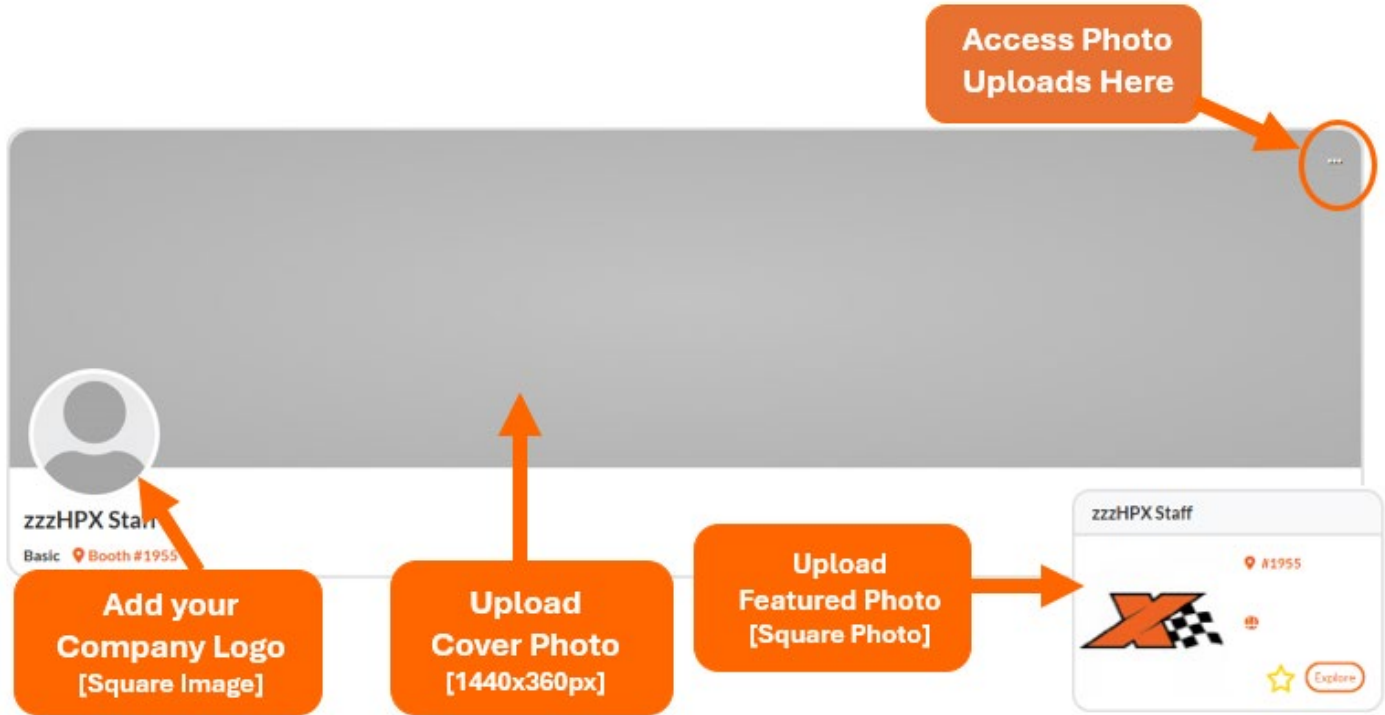 Access Photo
Uploads Here
...
zzzHPX Staff
Basic Booth #1955
Add your
Company Logo
[Square Image]
Upload
Cover Photo
[1440x360px]
Upload
Featured Photo
[Square Photo]
zzzHPX Staff
#1955
X
Explore